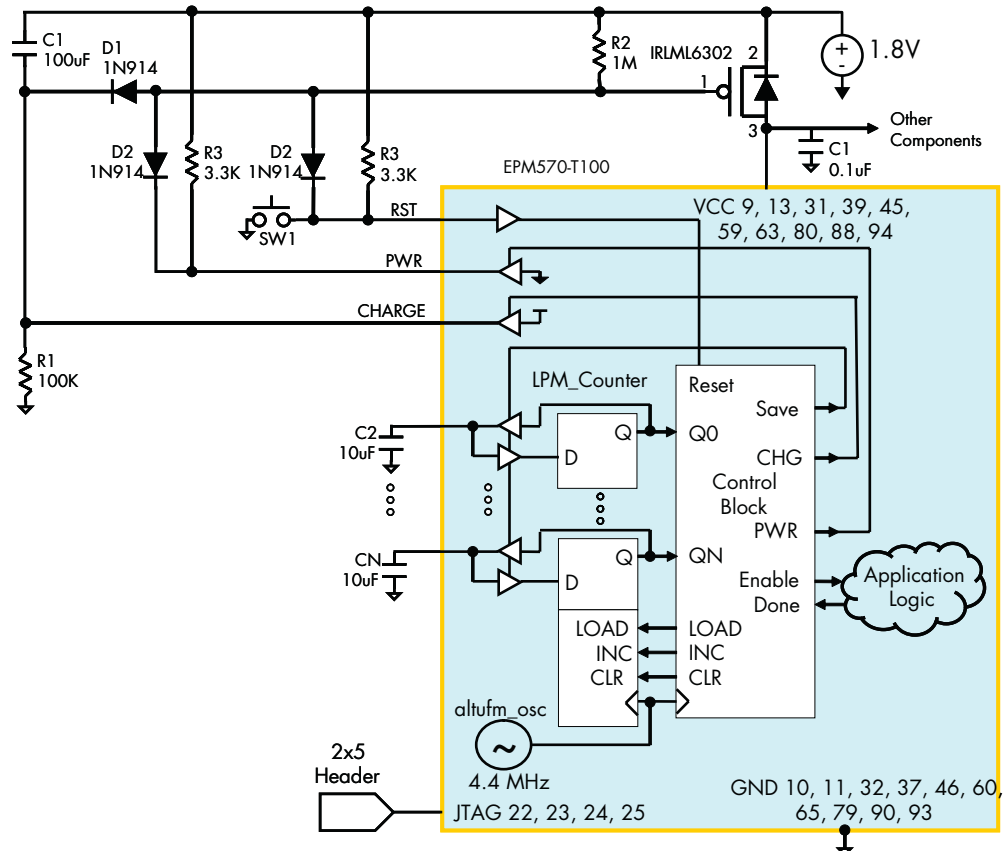 C1
100uF
D1
1N914
R2
1M
IRLML6302
2
1
3
+
-
1.8V
D2
1N914
R3
3.3K
D2
1N914
R3
3.3K
Other
Components
C1
0.1uF
EPM570-T100
SW1
RST
PWR
CHARGE
VCC 9, 13, 31, 39, 45,
59, 63, 80, 88, 94
R1
100K
LPM_Counter
Reset
Save
C2
10uF
Q
D
Q0
CHG
Control
Block
PWR
CN
10uF
Q
D
QN
Enable
Done
Application
Logic
LOAD
INC
CLR
LOAD
INC
CLR
altufm_osc
~
4.4 MHz
2x5
Header
JTAG 22, 23, 24, 25
GND 10, 11, 32, 37, 46, 60,
65, 79, 90, 93